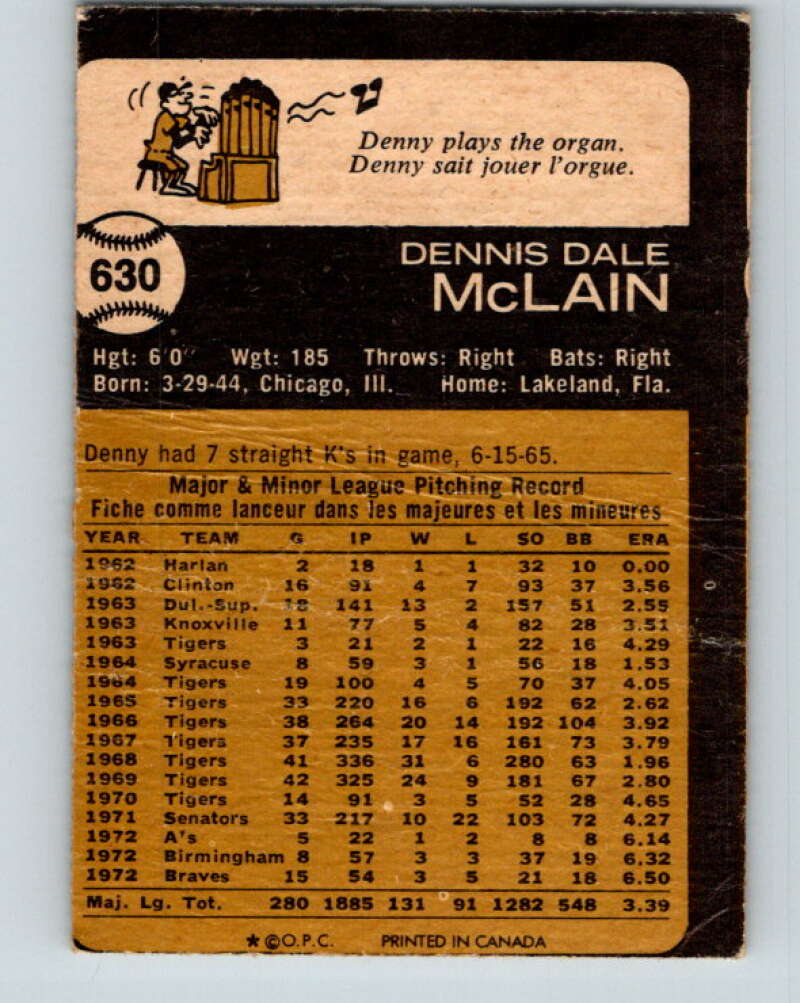 Denny plays the organ.
Denny sait jouer l'orgue.
630
DENNIS DALE
McLAIN
Hgt: 6'0" Wgt: 185 Throws: Right Bats: Right
Born: 3-29-44, Chicago, Ill. Home: Lakeland, Fla.
Denny had 7 straight K's in game, 6-15-65.
Major & Minor League Pitching Record
Fiche comme lanceur dans les majeures et les mineures
YEAR TEAM G IP W L SO BB ERA
1962 Harlan 2 18 1 1 32 10 0.00
1962 Clinton 16 91 4 7 93 37 3.56
1963 Dul.-Sup. 18 141 13 2 157 51 2.55
1963 Knoxville 11 77 5 4 82 28 3.51
1963 Tigers 3 21 2 1 22 16 4.29
1964 Syracuse 8 59 3 1 56 18 1.53
1964 Tigers 19 100 4 5 70 37 4.05
1965 Tigers 33 220 16 6 192 62 2.62
1966 Tigers 38 264 20 14 192 104 3.92
1967 Tigers 37 235 17 16 161 73 3.79
1968 Tigers 41 336 31 6 280 63 1.96
1969 Tigers 42 325 24 9 181 67 2.80
1970 Tigers 14 91 3 5 52 28 4.65
1971 Senators 33 217 10 22 103 72 4.27
1972 A's 5 22 1 2 8 8 6.14
1972 Birmingham 8 57 3 3 37 19 6.32
1972 Braves 15 54 3 5 21 18 6.50
Maj. Lg. Tot. 280 1885 131 91 1282 548 3.39
★ ©O.P.C. PRINTED IN CANADA